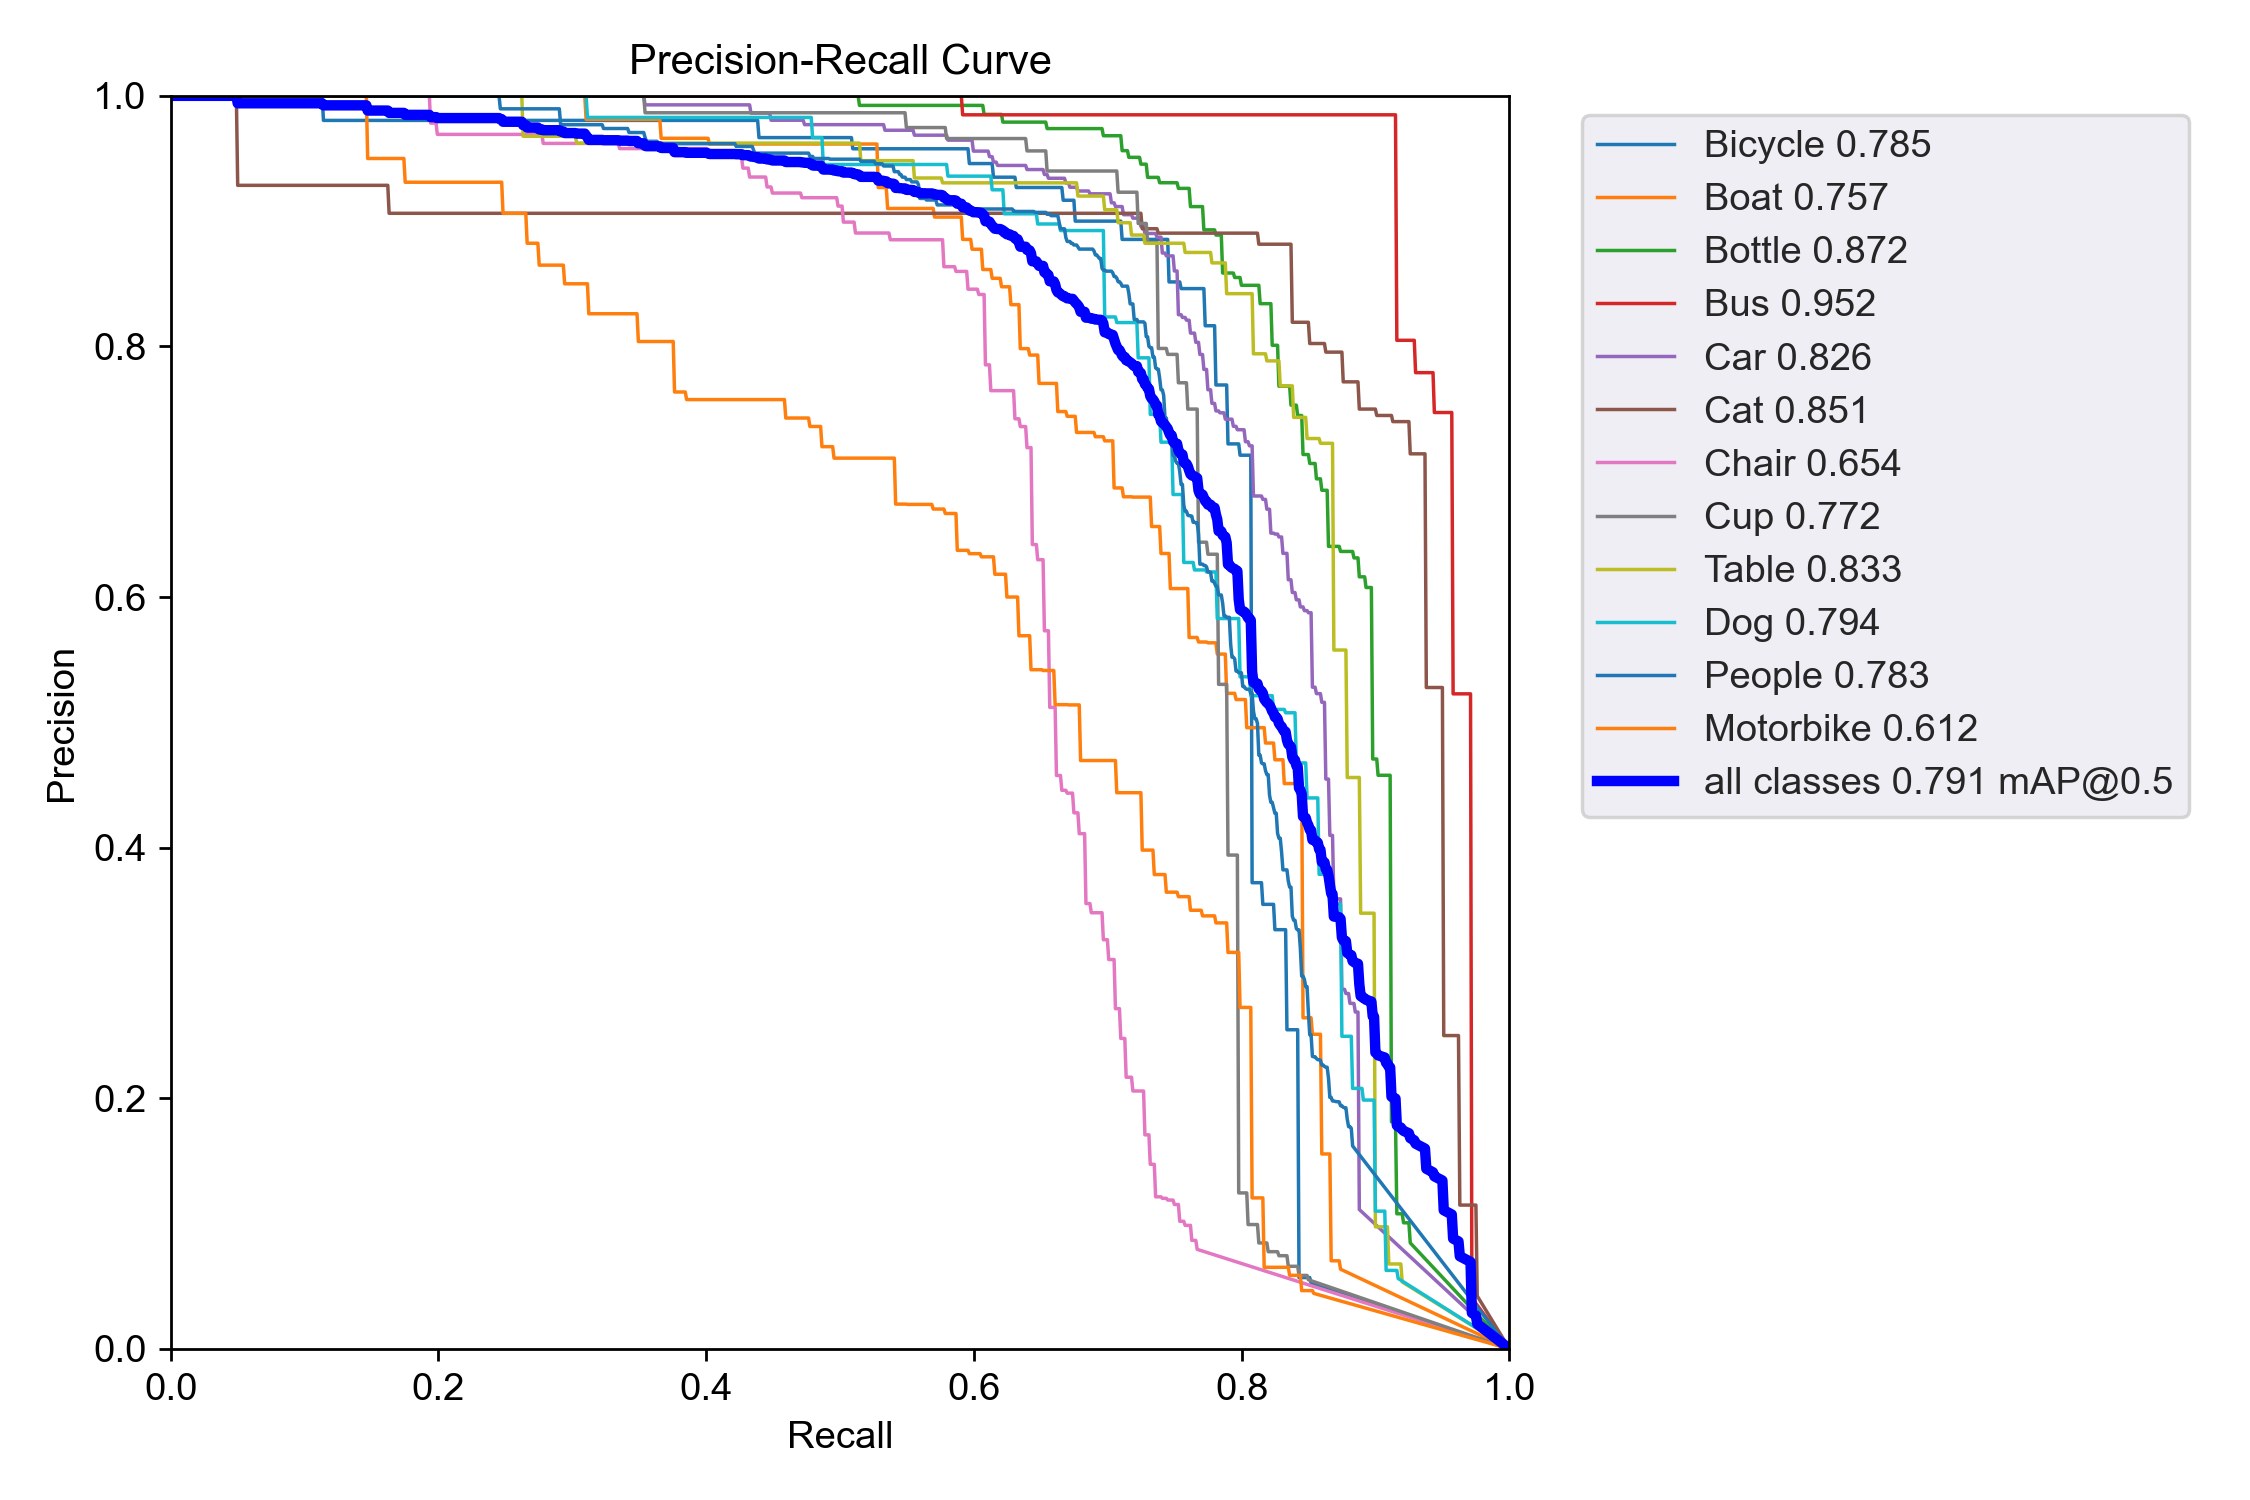 Precision-Recall Curve
1.0
0.8
0.6
0.4
0.2
0.0
Precision
0.0 0.2 0.4 0.6 0.8 1.0
Recall
Bicycle 0.785
Boat 0.757
Bottle 0.872
Bus 0.952
Car 0.826
Cat 0.851
Chair 0.654
Cup 0.772
Table 0.833
Dog 0.794
People 0.783
Motorbike 0.612
all classes 0.791 mAP@0.5